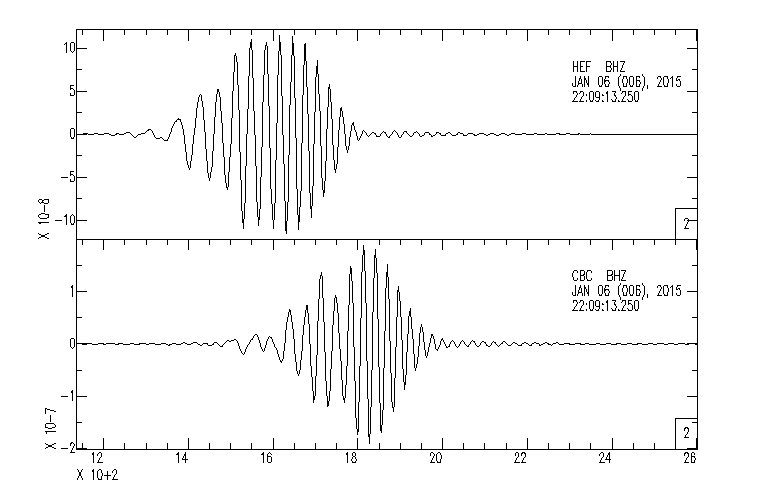 10
5
0
-5
-10
X 10-8
HEF BHZ
JAN 06 (006), 2015
22:09:13.250
2
1
0
-1
-2
X 10-7
CBC BHZ
JAN 06 (006), 2015
22:09:13.250
2
12 14 16 18 20 22 24 26
X 10+2